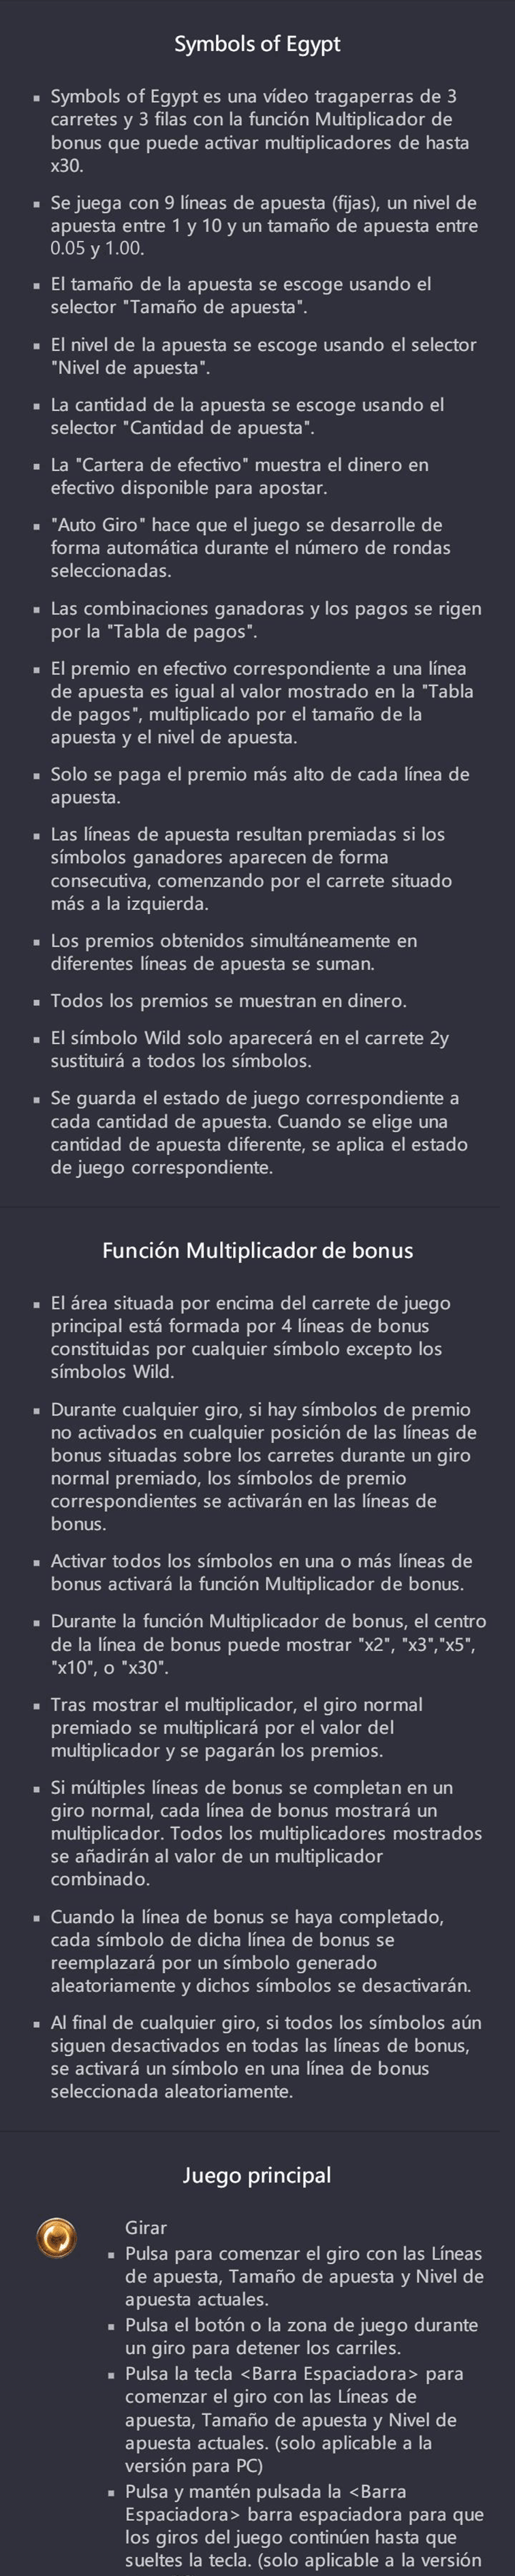 Symbols of Egypt
▪ Symbols of Egypt es una vídeo tragaperras de 3
carretes y 3 filas con la función Multiplicador de
bonus que puede activar multiplicadores de hasta
x30.
▪ Se juega con 9 líneas de apuesta (fijas), un nivel de
apuesta entre 1 y 10 y un tamaño de apuesta entre
0.05 y 1.00.
▪ El tamaño de la apuesta se escoge usando el
selector "Tamaño de apuesta".
▪ El nivel de la apuesta se escoge usando el selector
"Nivel de apuesta".
▪ La cantidad de la apuesta se escoge usando el
selector "Cantidad de apuesta".
▪ La "Cartera de efectivo" muestra el dinero en
efectivo disponible para apostar.
▪ "Auto Giro" hace que el juego se desarrolle de
forma automática durante el número de rondas
seleccionadas.
▪ Las combinaciones ganadoras y los pagos se rigen
por la "Tabla de pagos".
▪ El premio en efectivo correspondiente a una línea
de apuesta es igual al valor mostrado en la "Tabla
de pagos", multiplicado por el tamaño de la
apuesta y el nivel de apuesta.
▪ Solo se paga el premio más alto de cada línea de
apuesta.
▪ Las líneas de apuesta resultan premiadas si los
símbolos ganadores aparecen de forma
consecutiva, comenzando por el carrete situado
más a la izquierda.
▪ Los premios obtenidos simultáneamente en
diferentes líneas de apuesta se suman.
▪ Todos los premios se muestran en dinero.
▪ El símbolo Wild solo aparecerá en el carrete 2y
sustituirá a todos los símbolos.
▪ Se guarda el estado de juego correspondiente a
cada cantidad de apuesta. Cuando se elige una
cantidad de apuesta diferente, se aplica el estado
de juego correspondiente.
Función Multiplicador de bonus
▪ El área situada por encima del carrete de juego
principal está formada por 4 líneas de bonus
constituidas por cualquier símbolo excepto los
símbolos Wild.
▪ Durante cualquier giro, si hay símbolos de premio
no activados en cualquier posición de las líneas de
bonus situadas sobre los carretes durante un giro
normal premiado, los símbolos de premio
correspondientes se activarán en las líneas de
bonus.
▪ Activar todos los símbolos en una o más líneas de
bonus activará la función Multiplicador de bonus.
▪ Durante la función Multiplicador de bonus, el centro
de la línea de bonus puede mostrar "x2", "x3","x5",
"x10", o "x30".
▪ Tras mostrar el multiplicador, el giro normal
premiado se multiplicará por el valor del
multiplicador y se pagarán los premios.
▪ Si múltiples líneas de bonus se completan en un
giro normal, cada línea de bonus mostrará un
multiplicador. Todos los multiplicadores mostrados
se añadirán al valor de un multiplicador
combinado.
▪ Cuando la línea de bonus se haya completado,
cada símbolo de dicha línea de bonus se
reemplazará por un símbolo generado
aleatoriamente y dichos símbolos se desactivarán.
▪ Al final de cualquier giro, si todos los símbolos aún
siguen desactivados en todas las líneas de bonus,
se activará un símbolo en una línea de bonus
seleccionada aleatoriamente.
Juego principal
Girar
▪ Pulsa para comenzar el giro con las Líneas
de apuesta, Tamaño de apuesta y Nivel de
apuesta actuales.
▪ Pulsa el botón o la zona de juego durante
un giro para detener los carriles.
▪ Pulsa la tecla <Barra Espaciadora> para
comenzar el giro con las Líneas de
apuesta, Tamaño de apuesta y Nivel de
apuesta actuales. (solo aplicable a la
versión para PC)
▪ Pulsa y mantén pulsada la <Barra
Espaciadora> barra espaciadora para que
los giros del juego continúen hasta que
sueltes la tecla. (solo aplicable a la versión